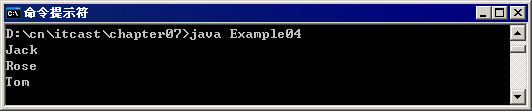 命令提示符
D:\cn\itcast\chapter07>java Example04
Jack
Rose
Tom